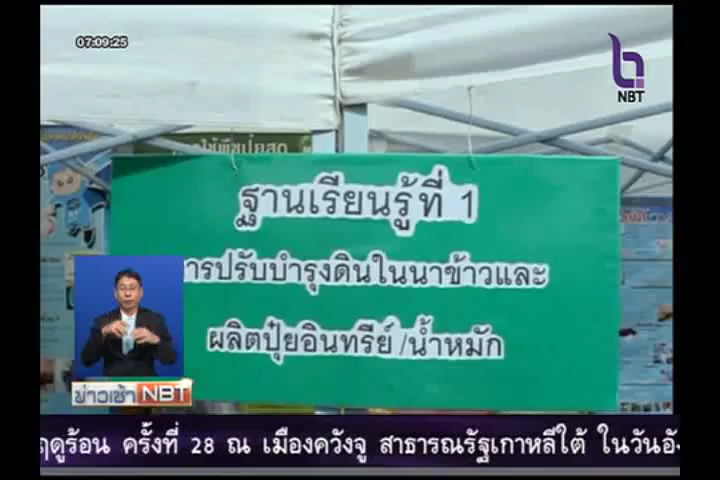 07:09:25
NBT
ฐานเรียนรู้ที่ 1
ารปรับบำรุงดินในนาข้าวและ
ผลิตปุ๋ยอินทรีย์ /น้ำหมัก
ข่าวเช้า NBT
ฤดูร้อน ครั้งที่ 28 ณ เมืองควังจู สาธารณรัฐเกาหลีใต้ ในวันอัง